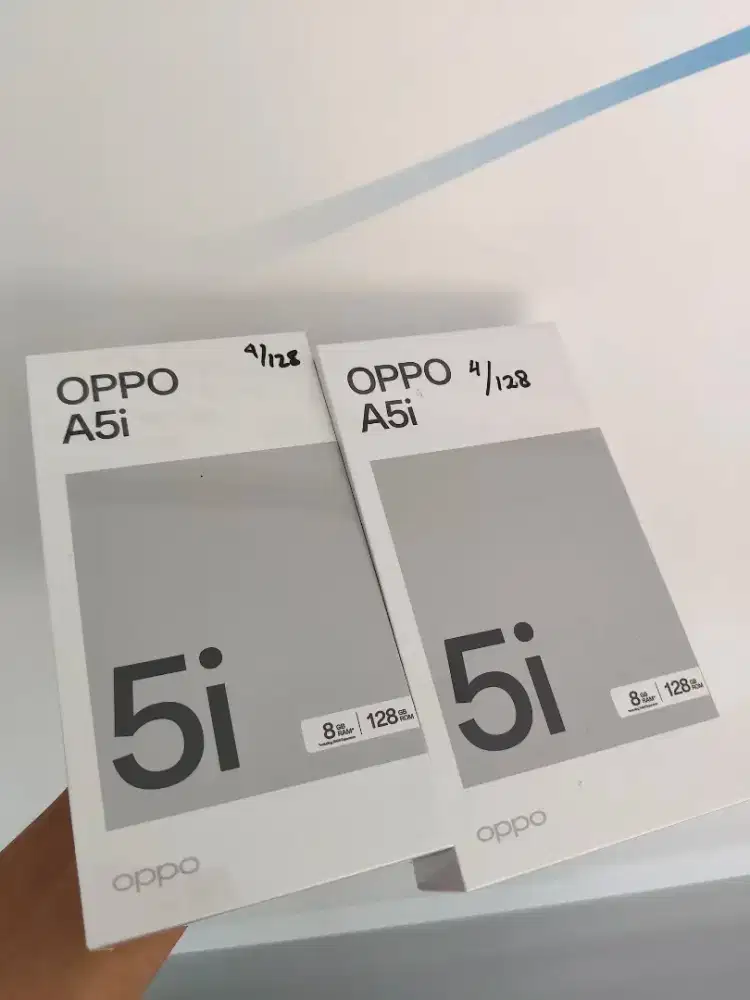 OPPO
A5i
4/128
5i
8 GB RAM*
128 GB ROM
oppo
OPPO
A5i
4/128
5i
8 GB RAM*
128 GB ROM
oppo